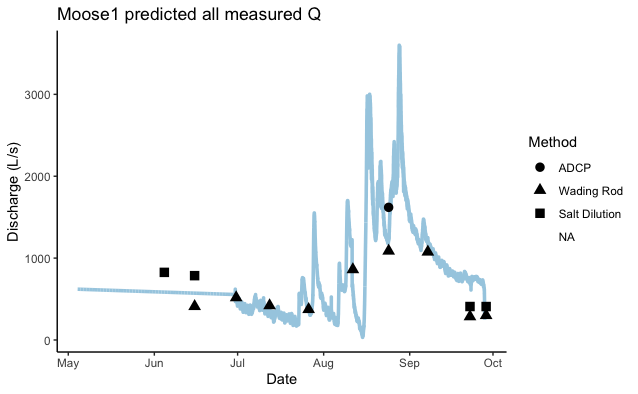 Moose1 predicted all measured Q
Discharge (L/s)
3000
2000
1000
0
May Jun Jul Aug Sep Oct
Date
Method
ADCP
Wading Rod
Salt Dilution
NA